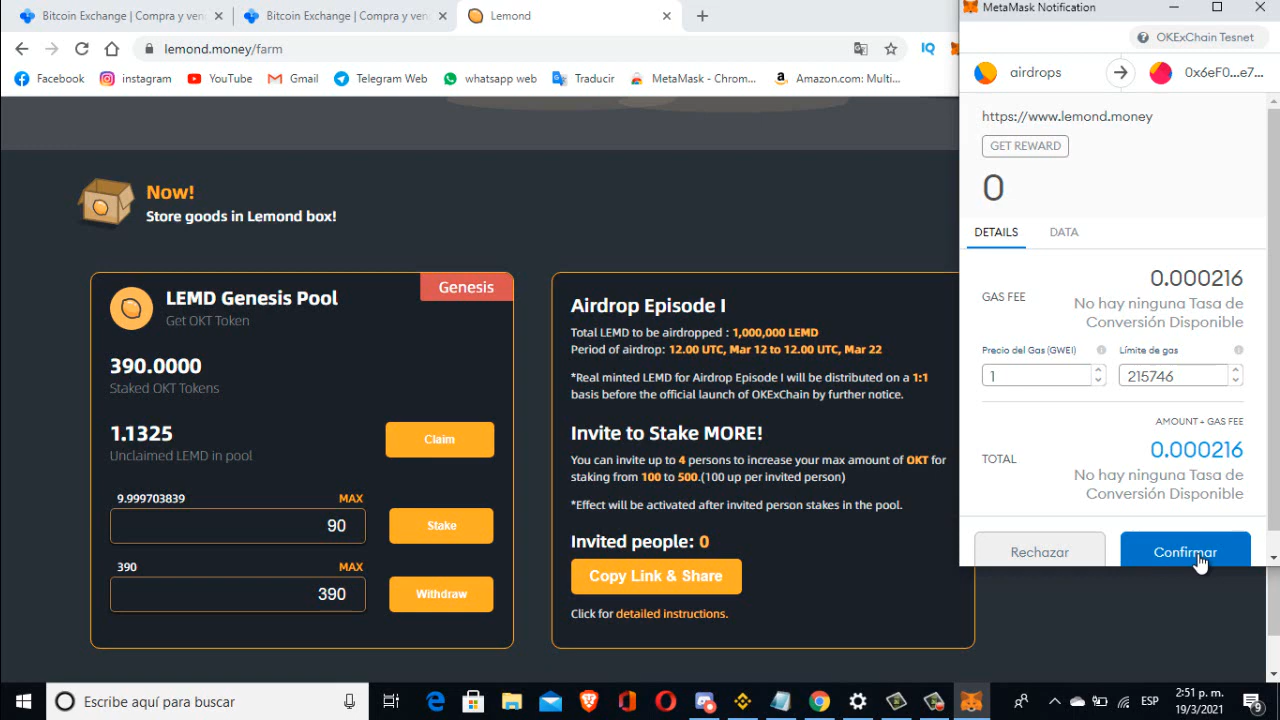 Bitcoin Exchange | Compra y ven
Bitcoin Exchange | Compra y ven
Lemond
lemond.money/farm
IQ
Facebook
instagram
YouTube
Gmail
Telegram Web
whatsapp web
Traducir
MetaMask - Chrom...
Amazon.com: Multi...
Now!
Store goods in Lemond box!
Genesis
LEMD Genesis Pool
Get OKT Token
390.0000
Staked OKT Tokens
1.1325
Unclaimed LEMD in pool
Claim
9.999703839
MAX
90
Stake
390
MAX
390
Withdraw
Airdrop Episode I
Total LEMD to be airdropped : 1,000,000 LEMD
Period of airdrop: 12.00 UTC, Mar 12 to 12.00 UTC, Mar 22
*Real minted LEMD for Airdrop Episode I will be distributed on a 1:1
basis before the official launch of OKExChain by further notice.
Invite to Stake MORE!
You can invite up to 4 persons to increase your max amount of OKT for
staking from 100 to 500.(100 up per invited person)
*Effect will be activated after invited person stakes in the pool.
Invited people: 0
Copy Link & Share
Click for detailed instructions.
MetaMask Notification
OKExChain Tesnet
airdrops
0x6eF0...e7...
https://www.lemond.money
GET REWARD
0
DETAILS
DATA
GAS FEE
0.000216
No hay ninguna Tasa de
Conversión Disponible
Precio del Gas (GWEI)
Límite de gas
1
215746
AMOUNT + GAS FEE
TOTAL
0.000216
No hay ninguna Tasa de
Conversión Disponible
Rechazar
Confirmar
Escribe aquí para buscar
ESP
2:51 p. m.
19/3/2021
9